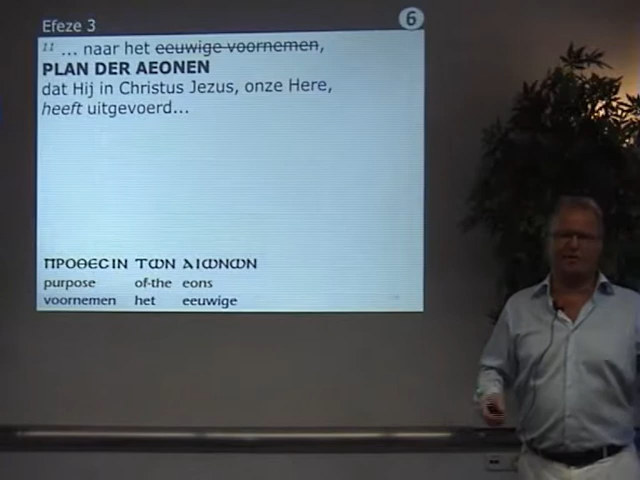 Efeze 3
6
11 ... naar het eeuwige voornemen,
PLAN DER AEONEN
dat Hij in Christus Jezus, onze Here,
heeft uitgevoerd...
ΠΡΟΘΕϹΙΝ ΤΩΝ ΑΙΩΝΩΝ
purpose of-the eons
voornemen het eeuwige